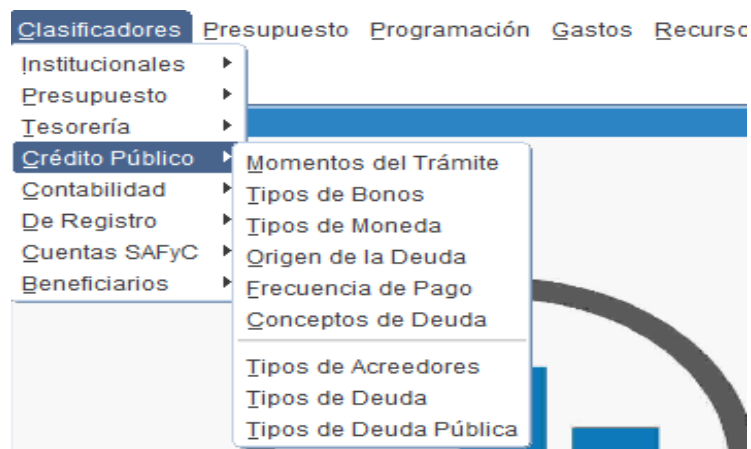 Clasificadores Presupuesto Programación Gastos Recurso
Institucionales
Presupuesto
Tesorería
Crédito Público
Contabilidad
De Registro
Cuentas SAFyC
Beneficiarios
Momentos del Trámite
Tipos de Bonos
Tipos de Moneda
Origen de la Deuda
Frecuencia de Pago
Conceptos de Deuda
Tipos de Acreedores
Tipos de Deuda
Tipos de Deuda Pública